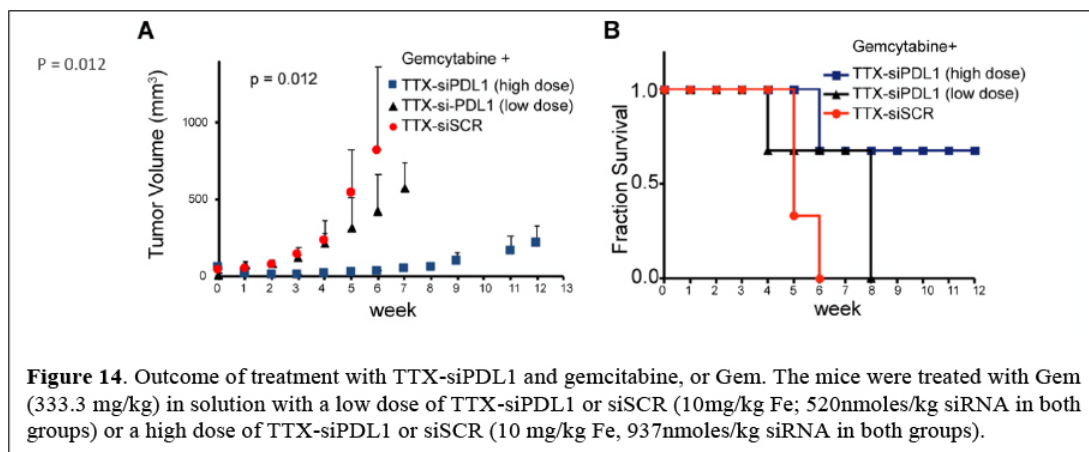 A
B
P = 0.012
p = 0.012
Gemcytabine +
TTX-siPDL1 (high dose)
TTX-si-PDL1 (low dose)
TTX-siSCR
Tumor Volume (mm³)
1000
500
0
0 1 2 3 4 5 6 7 8 9 10 11 12 13
week
Gemcytabine+
TTX-siPDL1 (high dose)
TTX-siPDL1 (low dose)
TTX-siSCR
Fraction Survival
1.0
0.5
0.0
0 1 2 3 4 5 6 7 8 9 10 11 12
week
Figure 14. Outcome of treatment with TTX-siPDL1 and gemcitabine, or Gem. The mice were treated with Gem
(333.3 mg/kg) in solution with a low dose of TTX-siPDL1 or siSCR (10mg/kg Fe; 520nmoles/kg siRNA in both
groups) or a high dose of TTX-siPDL1 or siSCR (10 mg/kg Fe, 937nmoles/kg siRNA in both groups).